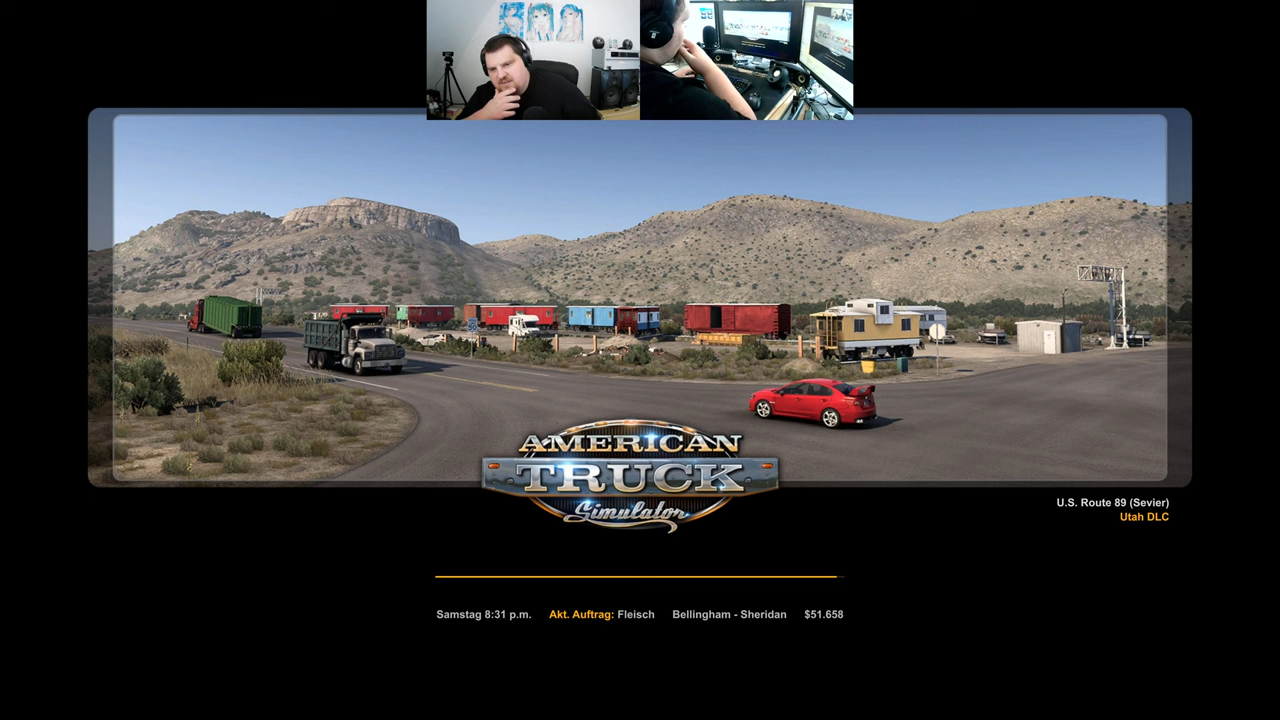 AMERICAN
TRUCK
Simulator
U.S. Route 89 (Sevier)
Utah DLC
Samstag 8:31 p.m. Akt. Auftrag: Fleisch Bellingham - Sheridan $51.658